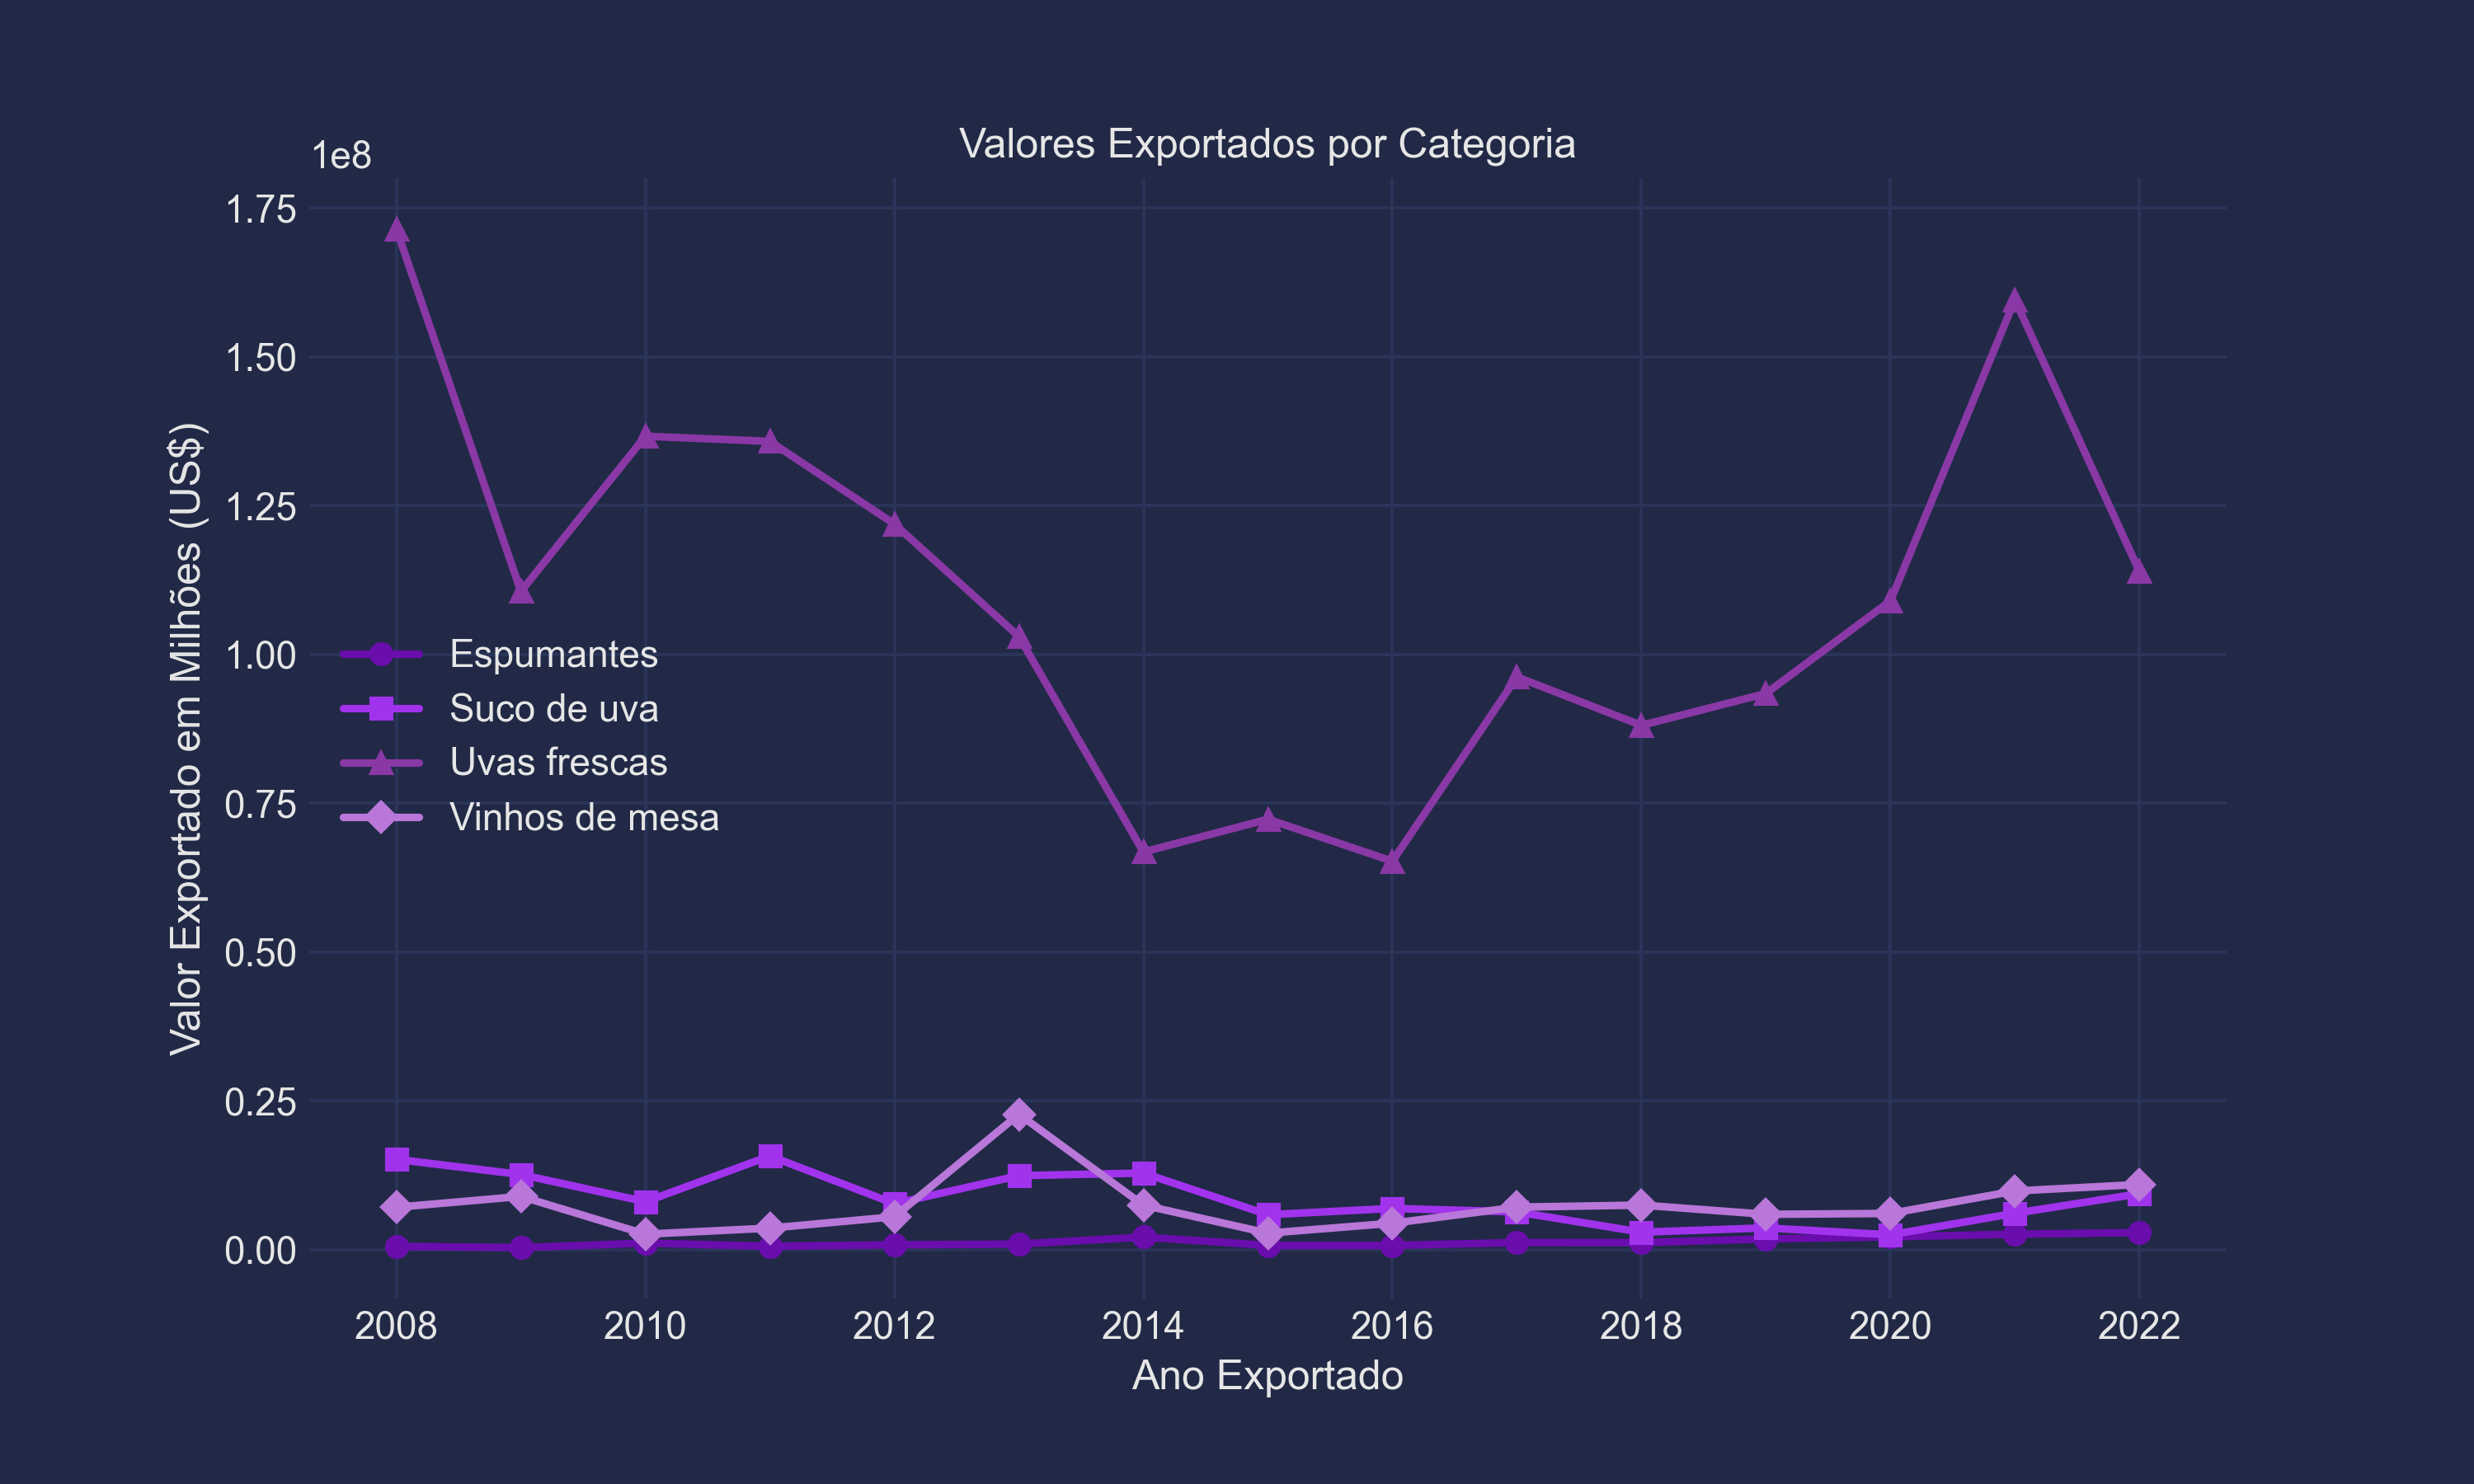 Valores Exportados por Categoria
1e8
1.75
1.50
1.25
1.00
0.75
0.50
0.25
0.00
Valor Exportado em Milhões (US$)
Espumantes
Suco de uva
Uvas frescas
Vinhos de mesa
2008 2010 2012 2014 2016 2018 2020 2022
Ano Exportado